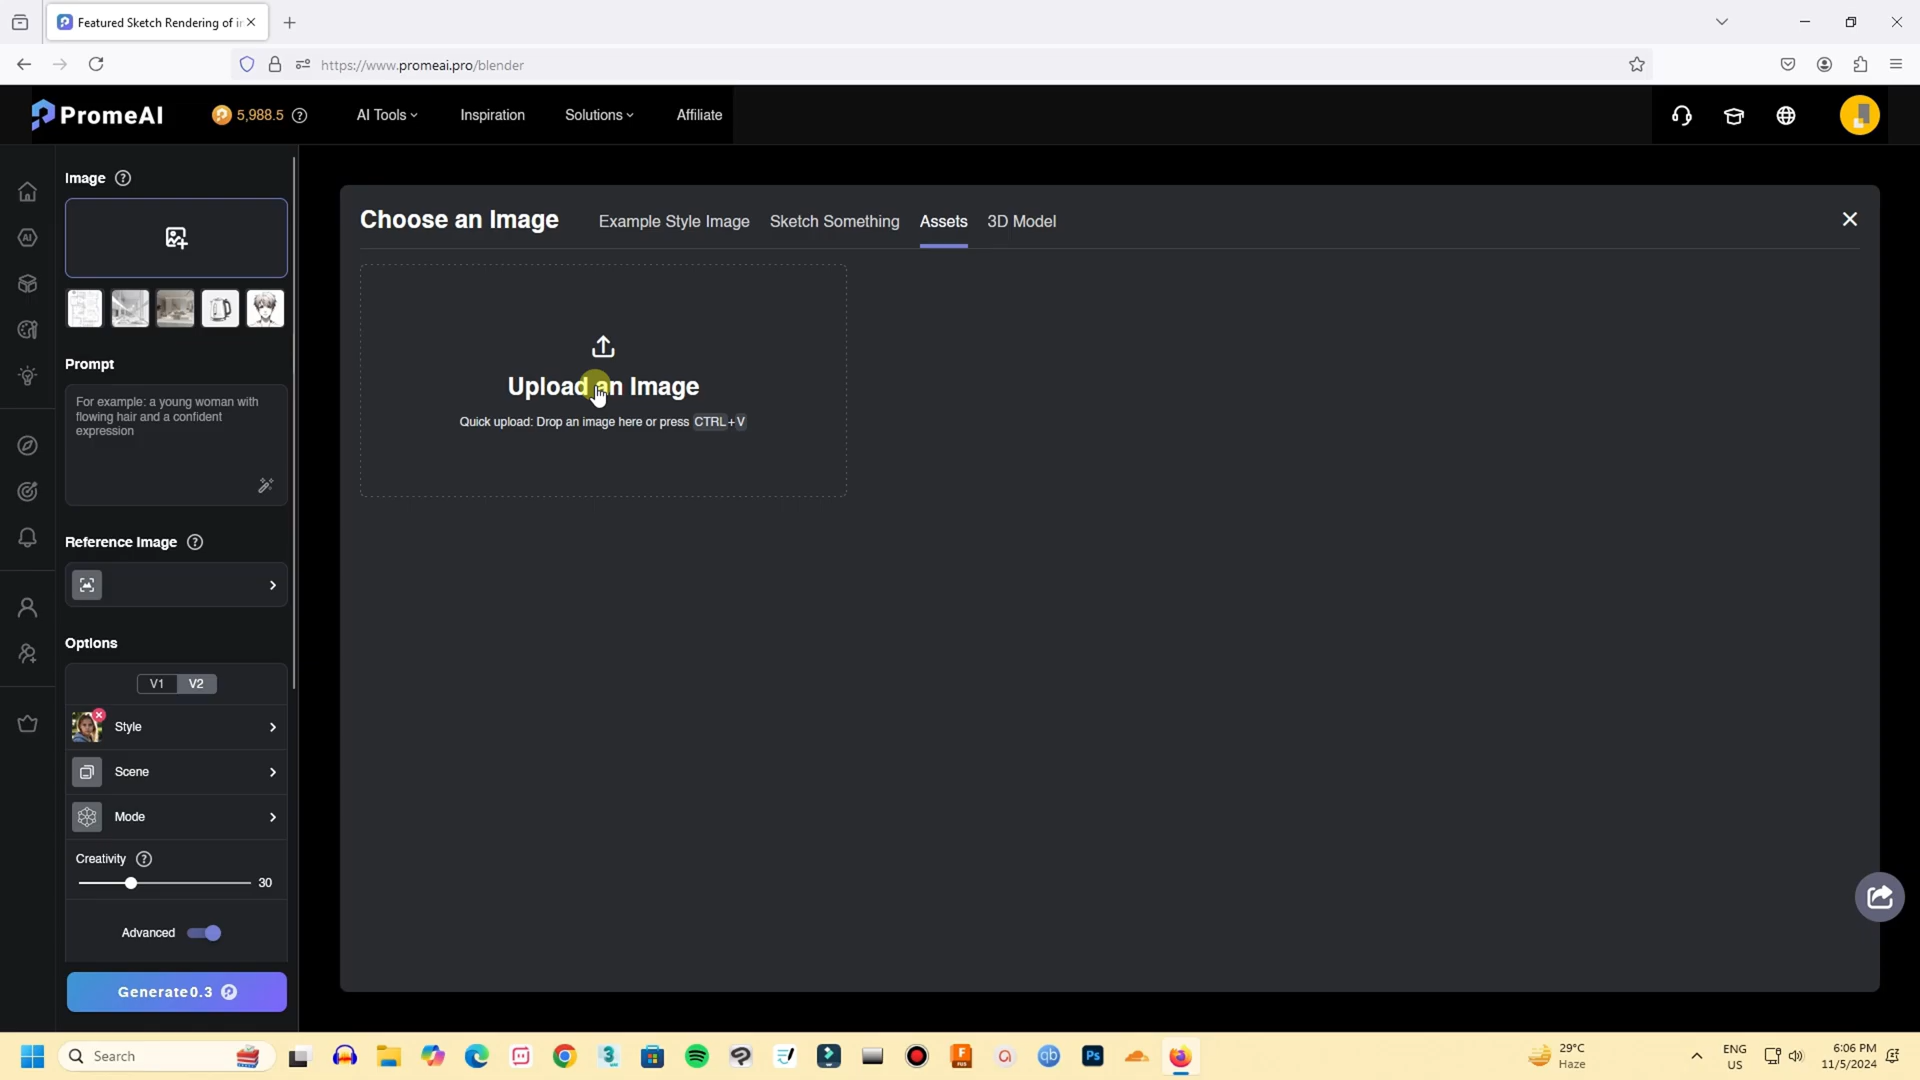 Featured Sketch Rendering of ir
https://www.promeai.pro/blender
PromeAI
5,988.5
AI Tools
Inspiration
Solutions
Affiliate
Image
Choose an Image
Example Style Image
Sketch Something
Assets
3D Model
Upload an Image
Quick upload: Drop an image here or press CTRL+V
Prompt
For example: a young woman with
flowing hair and a confident
expression
Reference Image
Options
V1
V2
Style
Scene
Mode
Creativity
30
Advanced
Generate0.3
Search
29°C
Haze
ENG
US
6:06 PM
11/5/2024